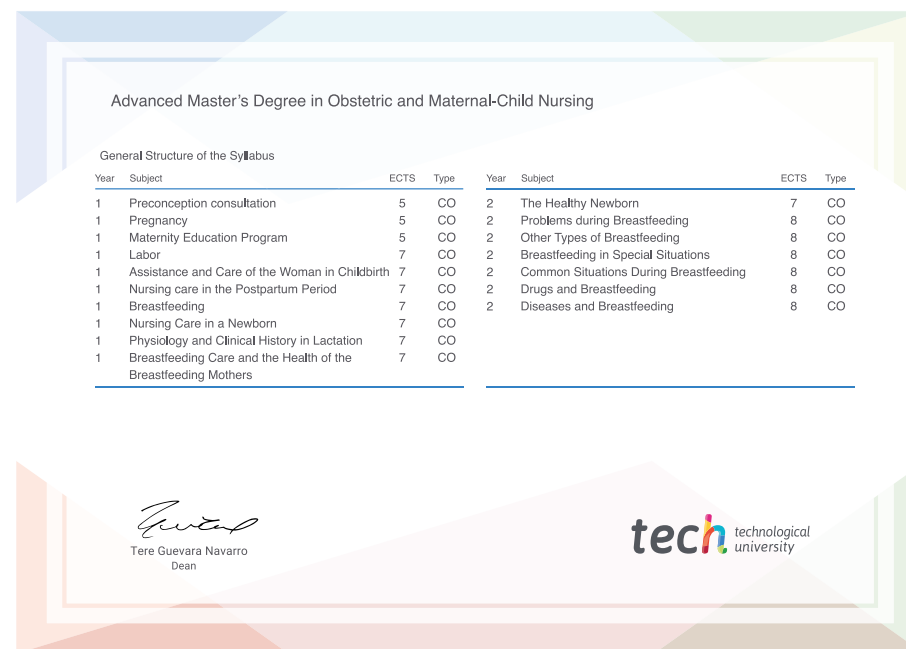 Advanced Master's Degree in Obstetric and Maternal-Child Nursing
General Structure of the Syllabus
Year Subject ECTS Type
1 Preconception consultation 5 CO
1 Pregnancy 5 CO
1 Maternity Education Program 5 CO
1 Labor 7 CO
1 Assistance and Care of the Woman in Childbirth 7 CO
1 Nursing care in the Postpartum Period 7 CO
1 Breastfeeding 7 CO
1 Nursing Care in a Newborn 7 CO
1 Physiology and Clinical History in Lactation 7 CO
1 Breastfeeding Care and the Health of the 7 CO
Breastfeeding Mothers
Year Subject ECTS Type
2 The Healthy Newborn 7 CO
2 Problems during Breastfeeding 8 CO
2 Other Types of Breastfeeding 8 CO
2 Breastfeeding in Special Situations 8 CO
2 Common Situations During Breastfeeding 8 CO
2 Drugs and Breastfeeding 8 CO
2 Diseases and Breastfeeding 8 CO
Tere Guevara Navarro
Dean
tech technological
university